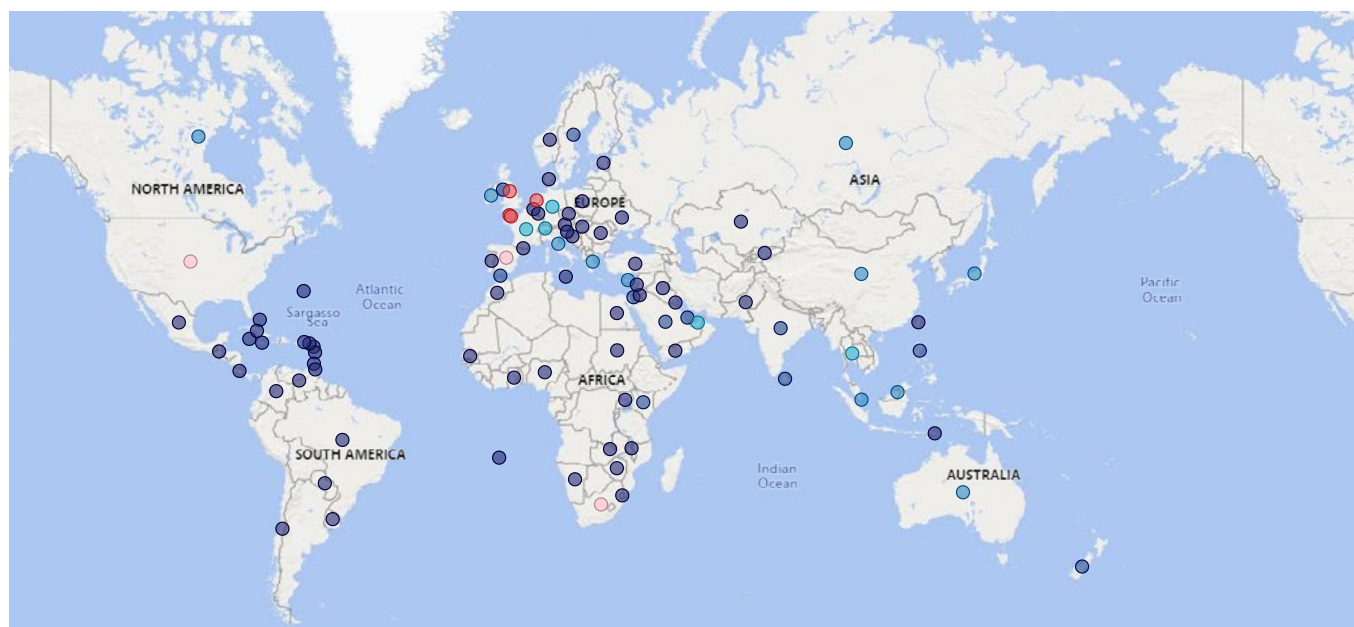 ASIA
NORTH AMERICA
EUROPE
Atlantic
Ocean
Sargasso
Sea
Pacific
Ocean
AFRICA
SOUTH AMERICA
Indian
Ocean
AUSTRALIA